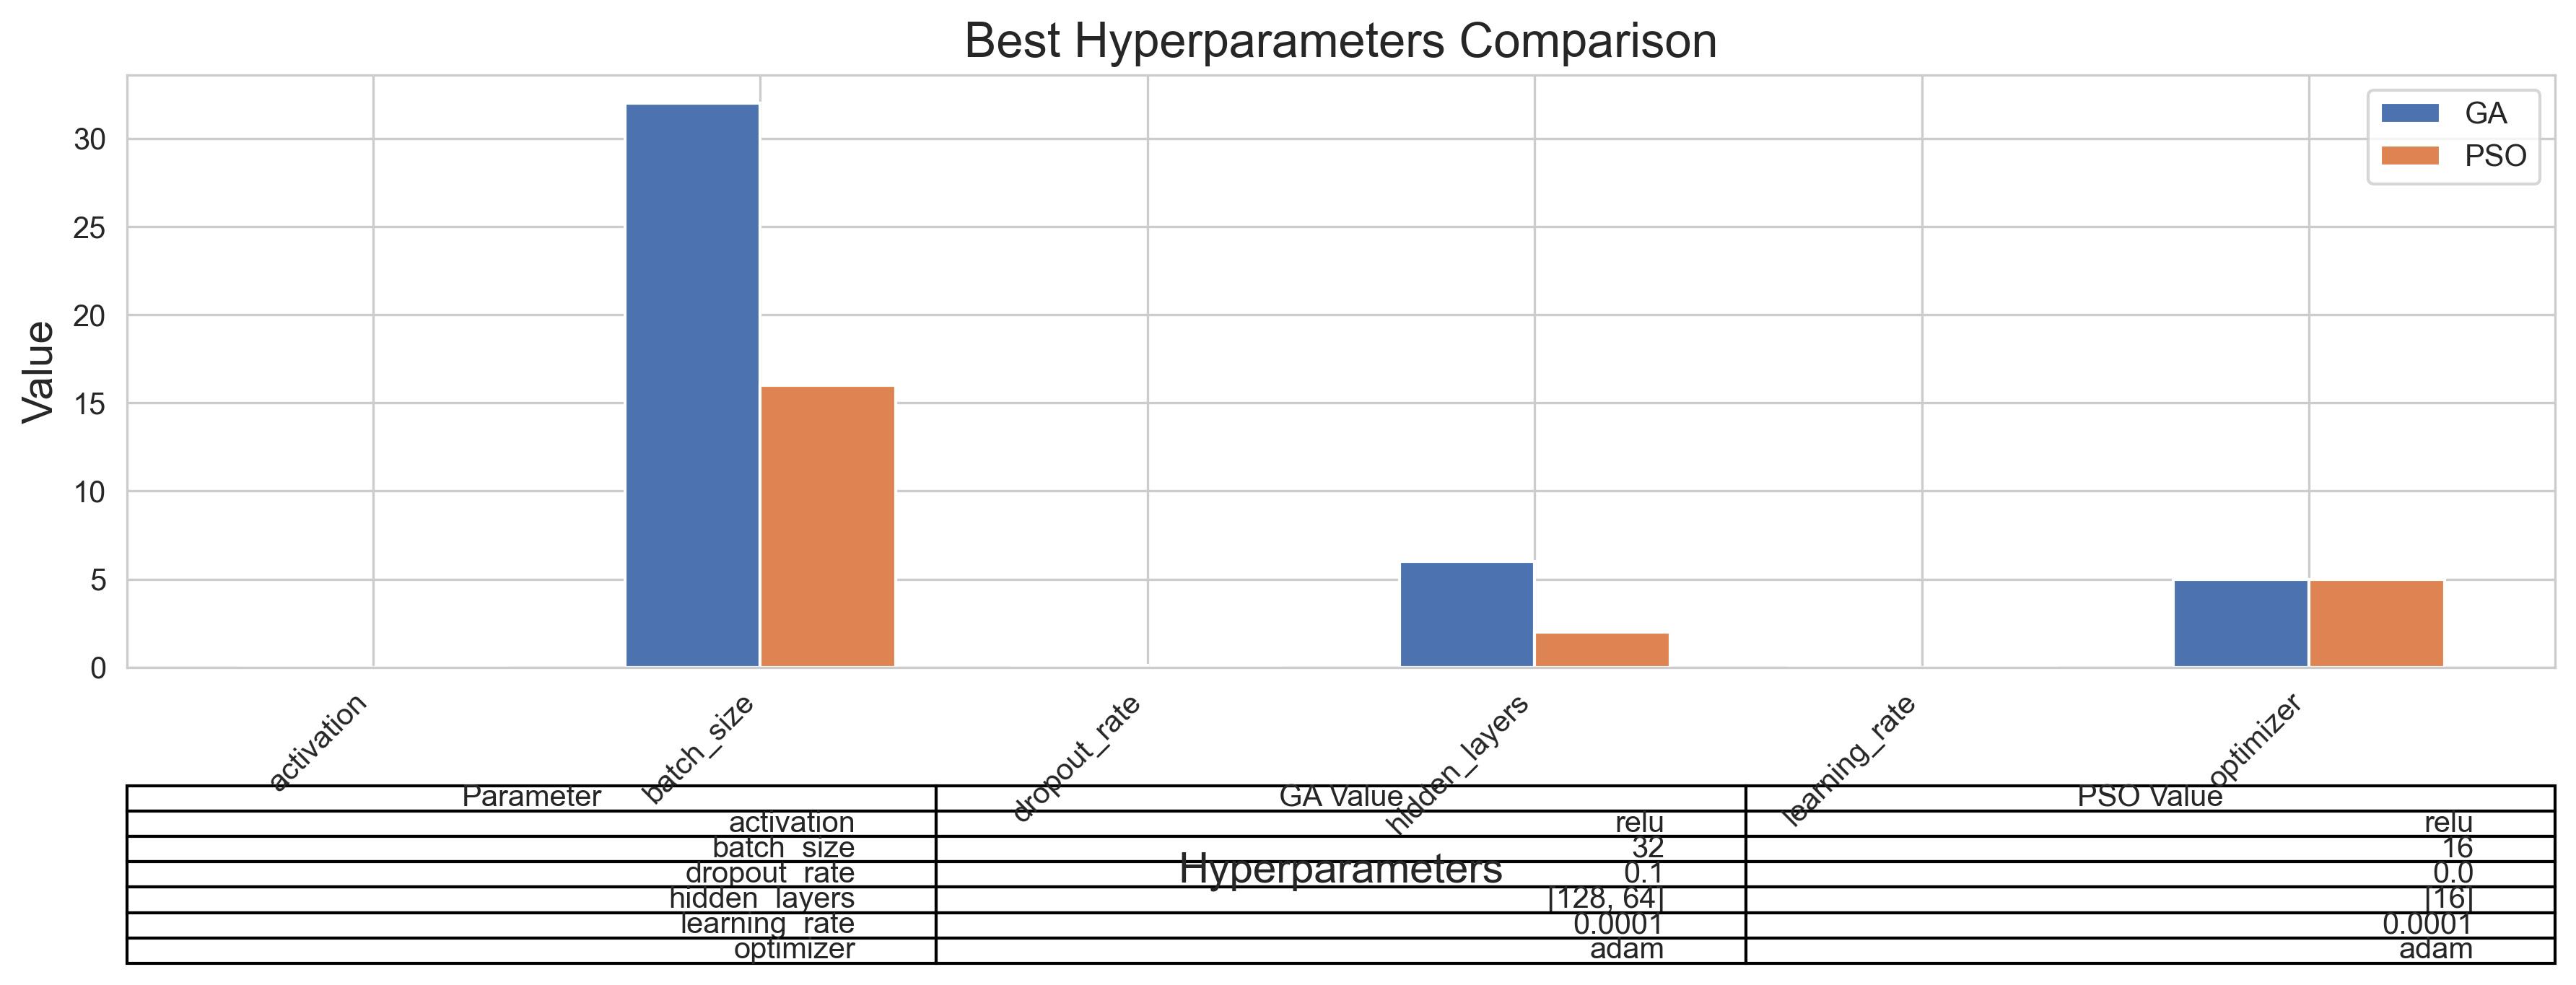 Best Hyperparameters Comparison
GA
PSO
Value
30
25
20
15
10
5
0
activation
batch_size
dropout_rate
hidden_layers
learning_rate
optimizer
Hyperparameters
Parameter GA Value PSO Value
activation relu relu
batch_size 32 16
dropout_rate 0.1 0.0
hidden_layers [128, 64] [16]
learning_rate 0.0001 0.0001
optimizer adam adam